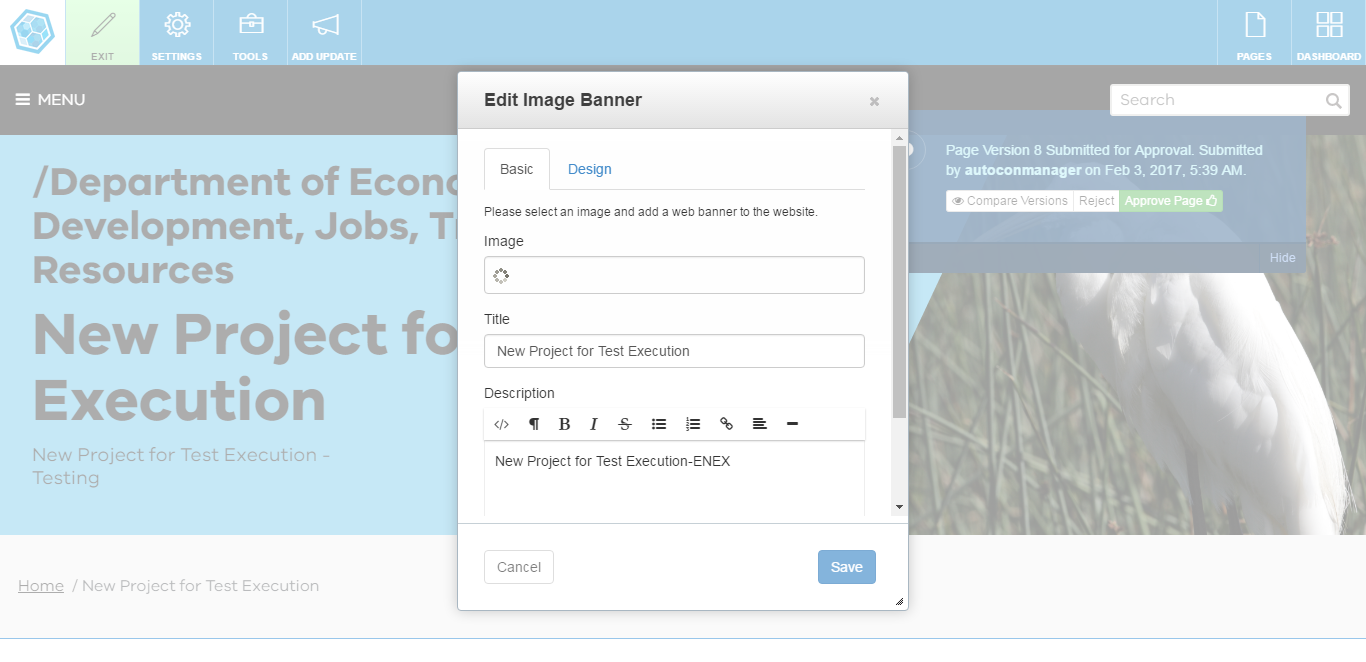 EXIT
SETTINGS
TOOLS
ADD UPDATE
PAGES
DASHBOARD
MENU
Search
/Department of Econo
Development, Jobs, T
Resources
New Project fo
Execution
New Project for Test Execution -
Testing
Edit Image Banner
×
Basic
Design
Please select an image and add a web banner to the website.
Image
Title
New Project for Test Execution
Description
</> ¶ B I S
New Project for Test Execution-ENEX
Cancel
Save
Page Version 8 Submitted for Approval. Submitted
by autoconmanager on Feb 3, 2017, 5:39 AM.
Compare Versions Reject Approve Page
Hide
Home / New Project for Test Execution